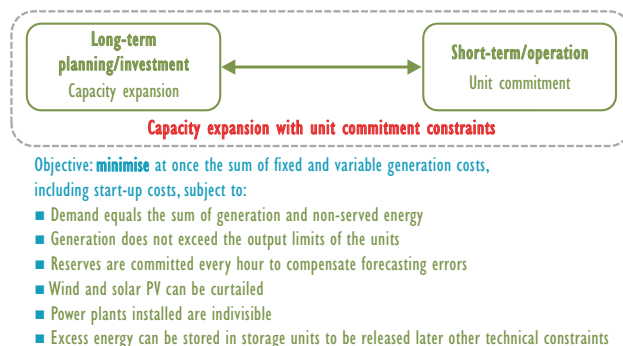 Long-term
planning/investment
Capacity expansion
Short-term/operation
Unit commitment
Capacity expansion with unit commitment constraints
Objective: minimise at once the sum of fixed and variable generation costs,
including start-up costs, subject to:
■ Demand equals the sum of generation and non-served energy
■ Generation does not exceed the output limits of the units
■ Reserves are committed every hour to compensate forecasting errors
■ Wind and solar PV can be curtailed
■ Power plants installed are indivisible
■ Excess energy can be stored in storage units to be released later other technical constraints